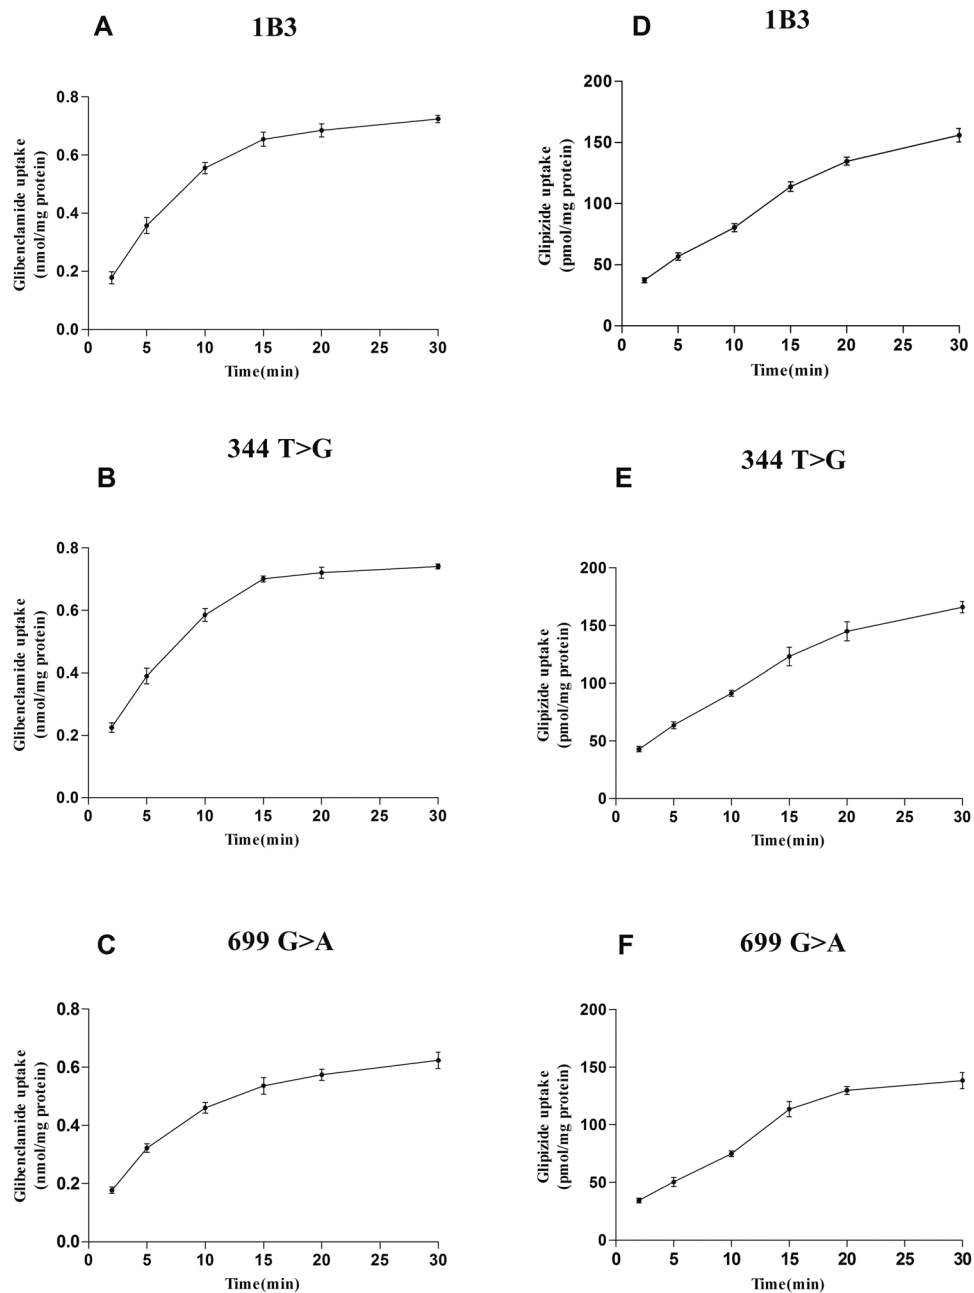 A
1B3
0.8
0.6
0.4
0.2
0.0
Glibenclamide uptake
(nmol/mg protein)
0 5 10 15 20 25 30
Time(min)
D
1B3
200
150
100
50
0
Glipizide uptake
(pmol/mg protein)
0 5 10 15 20 25 30
Time(min)
B
344 T>G
0.8
0.6
0.4
0.2
0.0
Glibenclamide uptake
(nmol/mg protein)
0 5 10 15 20 25 30
Time(min)
E
344 T>G
200
150
100
50
0
Glipizide uptake
(pmol/mg protein)
0 5 10 15 20 25 30
Time(min)
C
699 G>A
0.8
0.6
0.4
0.2
0.0
Glibenclamide uptake
(nmol/mg protein)
0 5 10 15 20 25 30
Time(min)
F
699 G>A
200
150
100
50
0
Glipizide uptake
(pmol/mg protein)
0 5 10 15 20 25 30
Time(min)